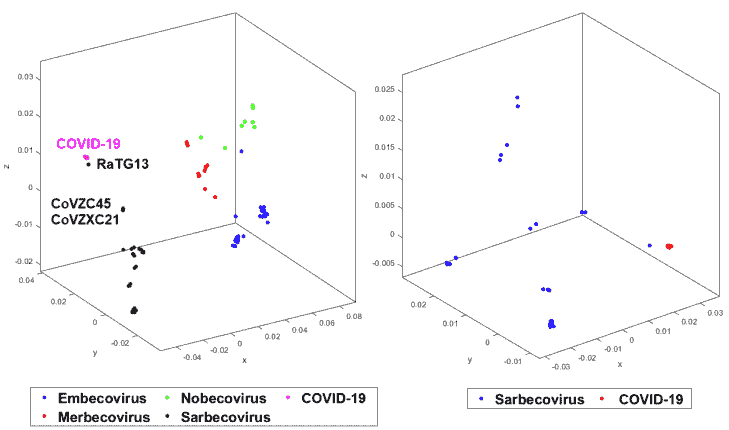 0.03
0.02
0.01
0
-0.01
-0.02
z
COVID-19
RaTG13
CoVZC45
CoVZXC21
0.04
0.02
0
-0.02
y
-0.04
-0.02
0
0.02
0.04
0.06
0.08
x
Embecovirus Nobecovirus COVID-19
Merbecovirus Sarbecovirus
0.025
0.02
0.015
0.01
0.005
0
-0.005
z
0.02
0.01
0
-0.01
y
-0.03
-0.02
-0.01
0
0.01
0.02
0.03
x
Sarbecovirus COVID-19